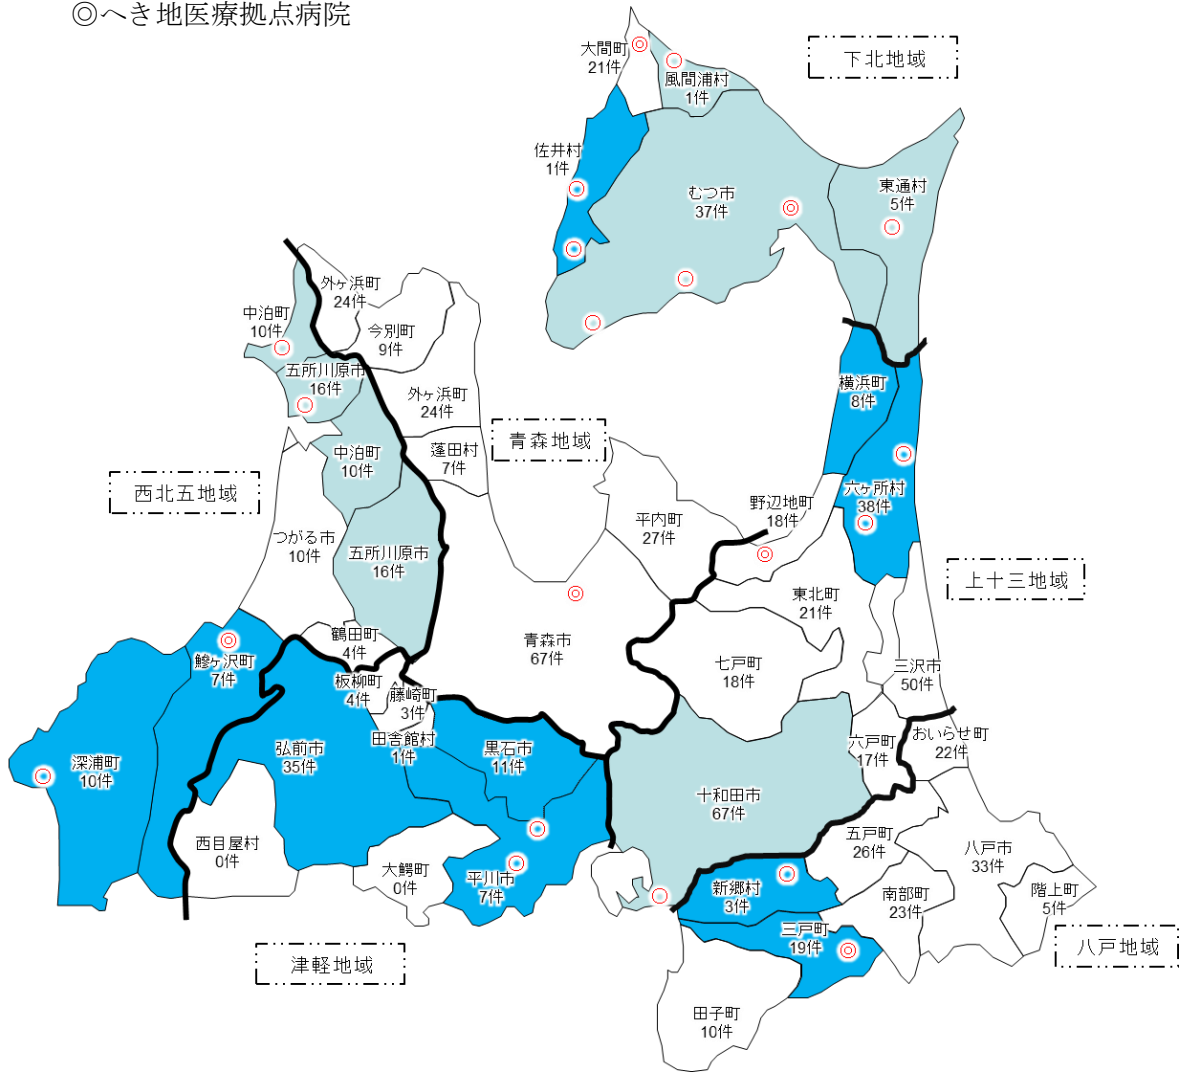 ◎へき地医療拠点病院
大間町
21件
風間浦村
1件
下北地域
佐井村
1件
むつ市
37件
東通村
5件
外ヶ浜町
24件
中泊町
10件
今別町
9件
五所川原市
16件
横浜町
8件
外ヶ浜町
24件
青森地域
蓬田村
7件
中泊町
10件
西北五地域
野辺地町
18件
六ヶ所村
38件
平内町
27件
つがる市
10件
五所川原市
16件
上十三地域
東北町
21件
鶴田町
4件
青森市
67件
七戸町
18件
三沢市
50件
鰺ヶ沢町
7件
板柳町
4件
藤崎町
3件
田舎館村
1件
弘前市
35件
黒石市
11件
六戸町
17件
おいらせ町
22件
深浦町
10件
十和田市
67件
西目屋村
0件
五戸町
26件
八戸市
33件
大鰐町
0件
平川市
7件
新郷村
3件
南部町
23件
階上町
5件
三戸町
19件
八戸地域
津軽地域
田子町
10件